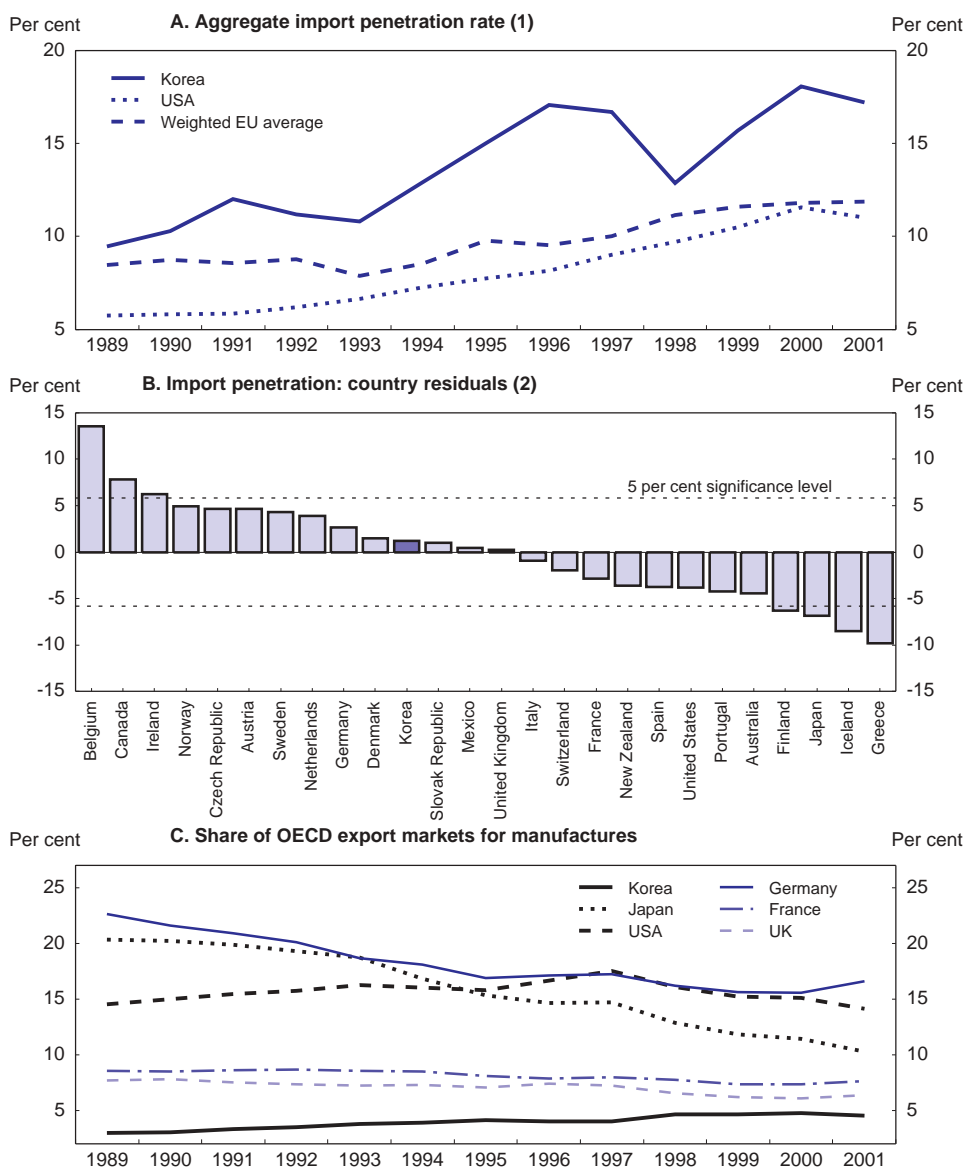 A. Aggregate import penetration rate (1)
Per cent
Per cent
20
20
15
15
10
10
5
5
Korea
USA
Weighted EU average
1989 1990 1991 1992 1993 1994 1995 1996 1997 1998 1999 2000 2001
B. Import penetration: country residuals (2)
Per cent
Per cent
15
15
10
10
5
5
0
0
-5
-5
-10
-10
-15
-15
5 per cent significance level
Belgium
Canada
Ireland
Norway
Czech Republic
Austria
Sweden
Netherlands
Germany
Denmark
Korea
Slovak Republic
Mexico
United Kingdom
Italy
Switzerland
France
New Zealand
Spain
United States
Portugal
Australia
Finland
Japan
Iceland
Greece
C. Share of OECD export markets for manufactures
Per cent
Per cent
25
25
20
20
15
15
10
10
5
5
Korea
Japan
USA
Germany
France
UK
1989 1990 1991 1992 1993 1994 1995 1996 1997 1998 1999 2000 2001